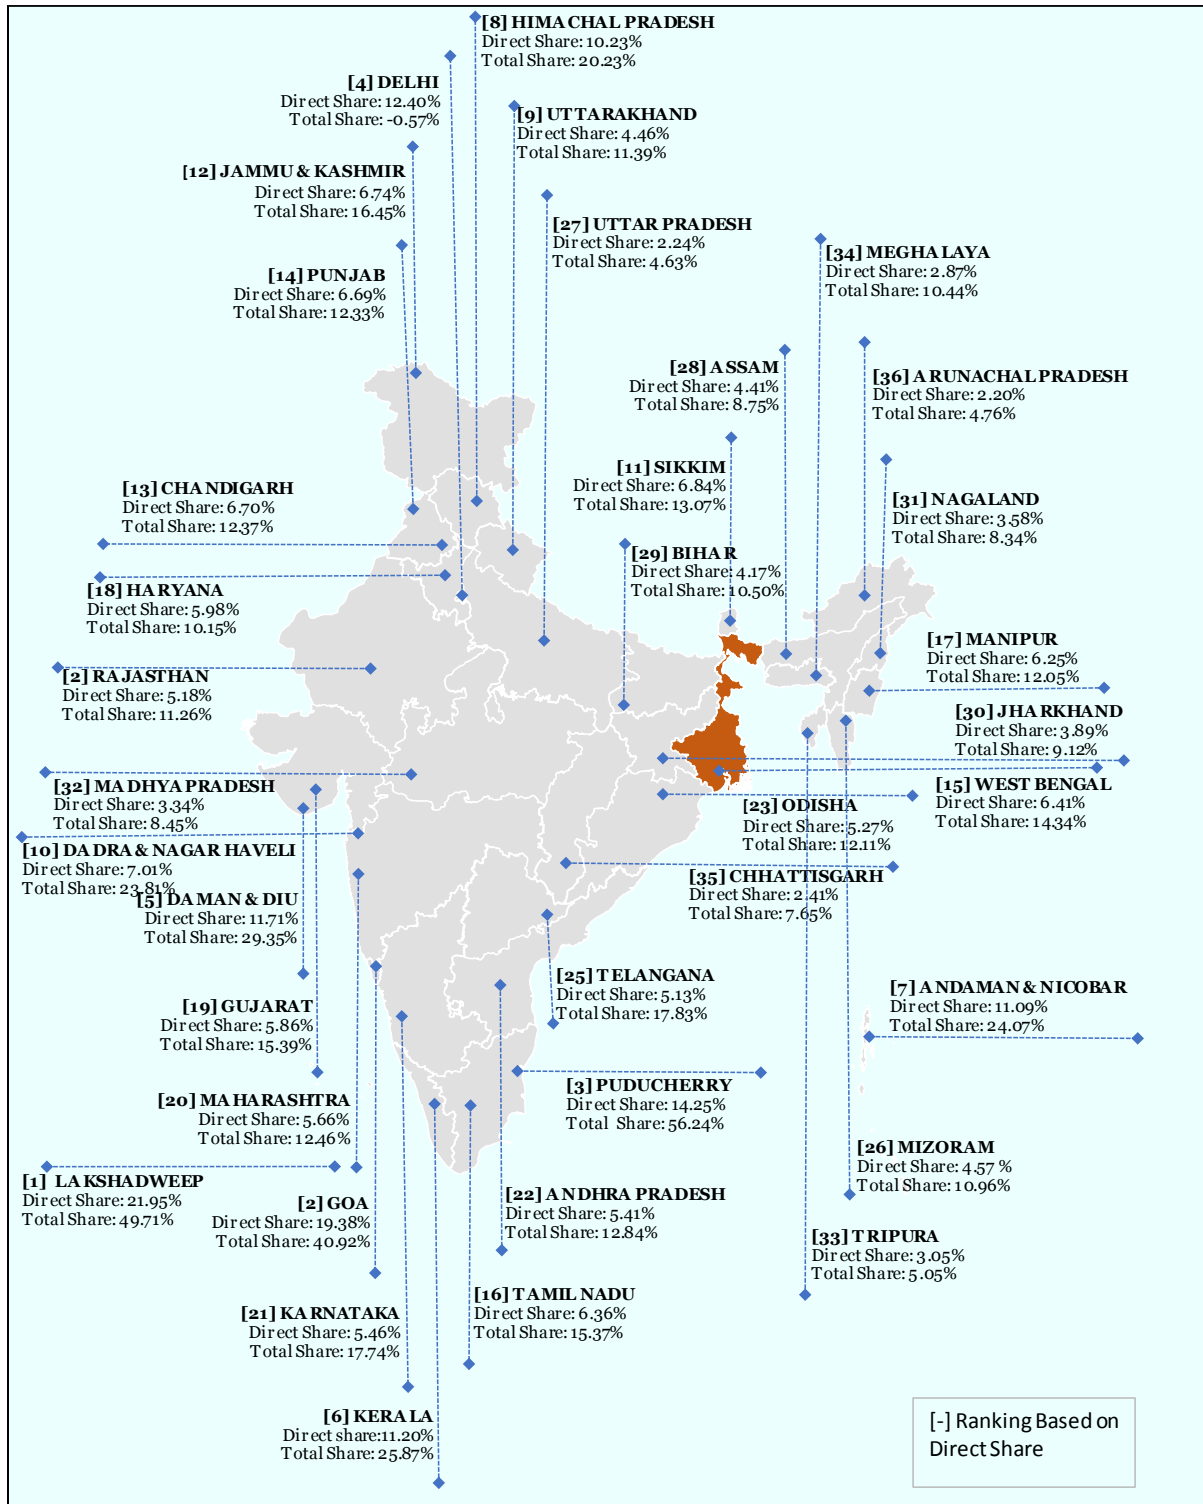 [8] HIMACHAL PRADESH
Direct Share: 10.23%
Total Share: 20.23%
[4] DELHI
Direct Share: 12.40%
Total Share: -0.57%
[9] UTTARAKHAND
Direct Share: 4.46%
Total Share: 11.39%
[12] JAMMU & KASHMIR
Direct Share: 6.74%
Total Share: 16.45%
[27] UTTAR PRADESH
Direct Share: 2.24%
Total Share: 4.63%
[34] MEGHALAYA
Direct Share: 2.87%
Total Share: 10.44%
[14] PUNJAB
Direct Share: 6.69%
Total Share: 12.33%
[28] ASSAM
Direct Share: 4.41%
Total Share: 8.75%
[36] ARUNACHAL PRADESH
Direct Share: 2.20%
Total Share: 4.76%
[11] SIKKIM
Direct Share: 6.84%
Total Share: 13.07%
[13] CHANDIGARH
Direct Share: 6.70%
Total Share: 12.37%
[31] NAGALAND
Direct Share: 3.58%
Total Share: 8.34%
[29] BIHAR
Direct Share: 4.17%
Total Share: 10.50%
[18] HARYANA
Direct Share: 5.98%
Total Share: 10.15%
[17] MANIPUR
Direct Share: 6.25%
Total Share: 12.05%
[2] RAJASTHAN
Direct Share: 5.18%
Total Share: 11.26%
[30] JHARKHAND
Direct Share: 3.89%
Total Share: 9.12%
[32] MADHYA PRADESH
Direct Share: 3.34%
Total Share: 8.45%
[15] WEST BENGAL
Direct Share: 6.41%
Total Share: 14.34%
[23] ODISHA
Direct Share: 5.27%
Total Share: 12.11%
[10] DADRA & NAGAR HAVELI
Direct Share: 7.01%
Total Share: 23.81%
[35] CHHATTISGARH
Direct Share: 2.41%
Total Share: 7.65%
[5] DAMAN & DIU
Direct Share: 11.71%
Total Share: 29.35%
[25] TELANGANA
Direct Share: 5.13%
Total Share: 17.83%
[7] ANDAMAN & NICOBAR
Direct Share: 11.09%
Total Share: 24.07%
[19] GUJARAT
Direct Share: 5.86%
Total Share: 15.39%
[3] PUDUCHERRY
Direct Share: 14.25%
Total Share: 56.24%
[20] MAHARASHTRA
Direct Share: 5.66%
Total Share: 12.46%
[26] MIZORAM
Direct Share: 4.57 %
Total Share: 10.96%
[1] LAKSHADWEEP
Direct Share: 21.95%
Total Share: 49.71%
[2] GOA
Direct Share: 19.38%
Total Share: 40.92%
[22] ANDHRA PRADESH
Direct Share: 5.41%
Total Share: 12.84%
[33] TRIPURA
Direct Share: 3.05%
Total Share: 5.05%
[16] TAMIL NADU
Direct Share: 6.36%
Total Share: 15.37%
[21] KARNATAKA
Direct Share: 5.46%
Total Share: 17.74%
[6] KERALA
Direct share:11.20%
Total Share: 25.87%
[-] Ranking Based on
Direct Share